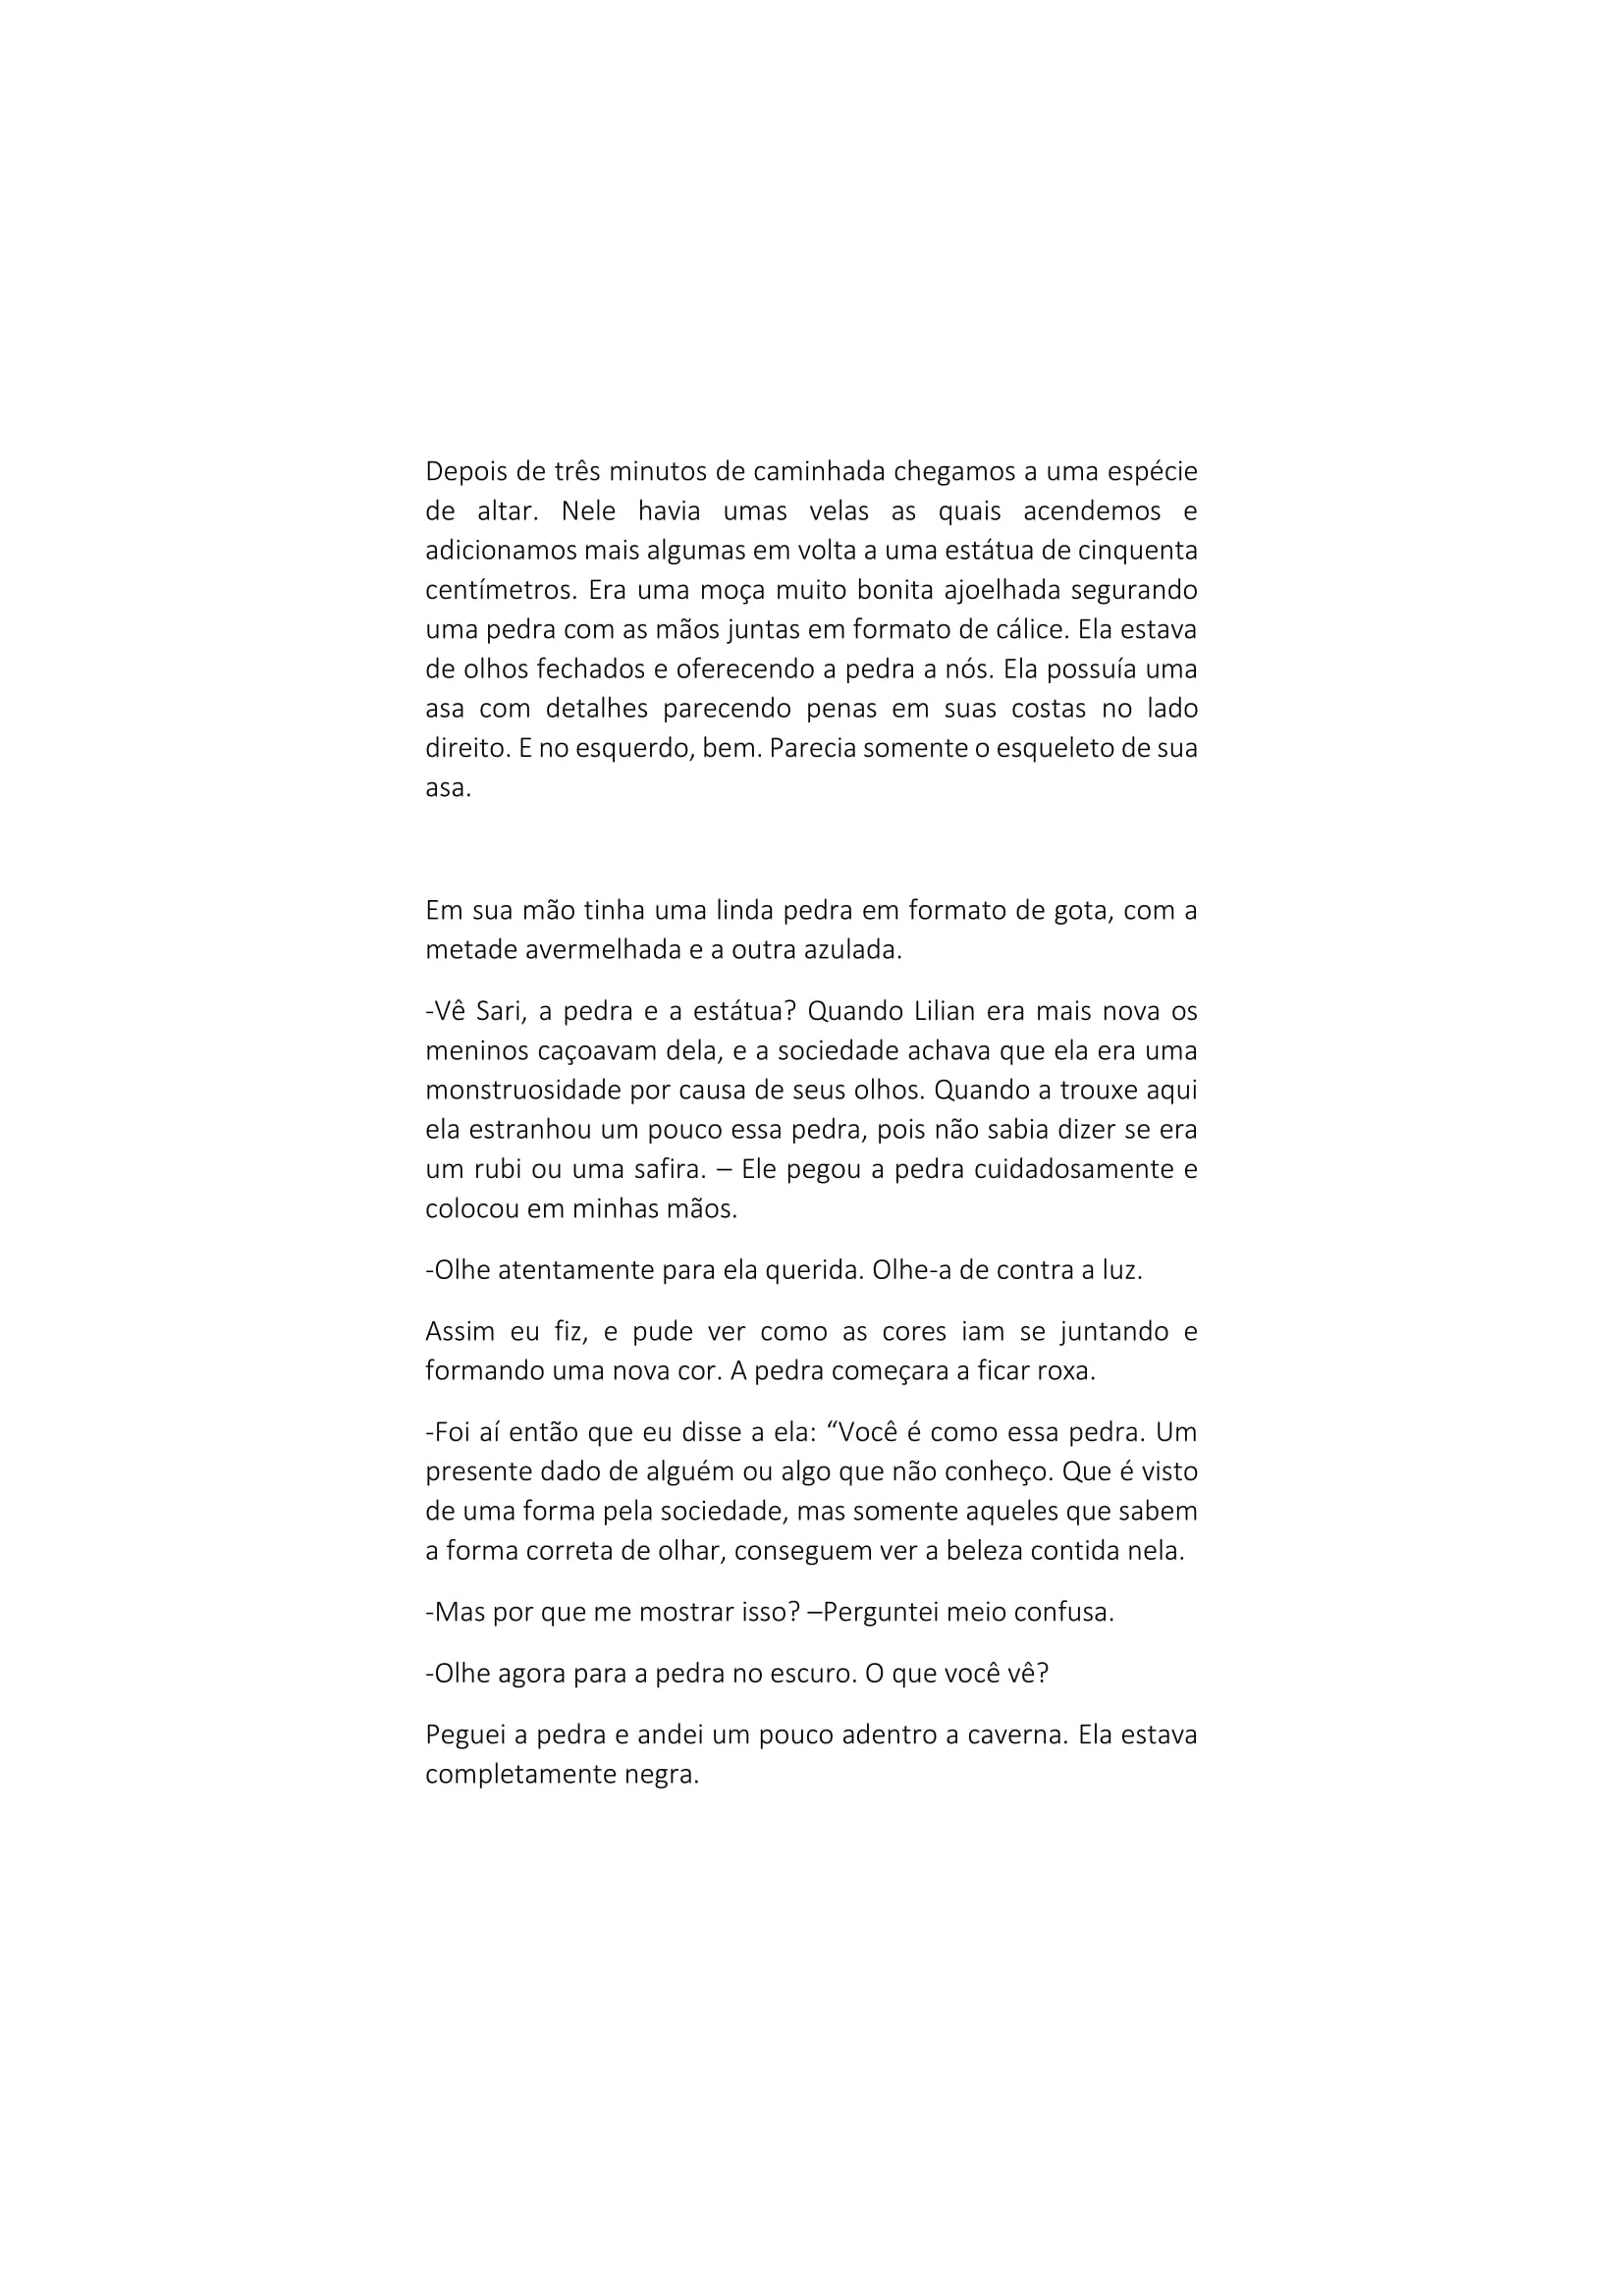 Depois de três minutos de caminhada chegamos a uma espécie
de altar. Nele havia umas velas as quais acendemos e
adicionamos mais algumas em volta a uma estátua de cinquenta
centímetros. Era uma moça muito bonita ajoelhada segurando
uma pedra com as mãos juntas em formato de cálice. Ela estava
de olhos fechados e oferecendo a pedra a nós. Ela possuía uma
asa com detalhes parecendo penas em suas costas no lado
direito. E no esquerdo, bem. Parecia somente o esqueleto de sua
asa.
Em sua mão tinha uma linda pedra em formato de gota, com a
metade avermelhada e a outra azulada.
-Vê Sari, a pedra e a estátua? Quando Lilian era mais nova os
meninos caçoavam dela, e a sociedade achava que ela era uma
monstruosidade por causa de seus olhos. Quando a trouxe aqui
ela estranhou um pouco essa pedra, pois não sabia dizer se era
um rubi ou uma safira. – Ele pegou a pedra cuidadosamente e
colocou em minhas mãos.
-Olhe atentamente para ela querida. Olhe-a de contra a luz.
Assim eu fiz, e pude ver como as cores iam se juntando e
formando uma nova cor. A pedra começara a ficar roxa.
-Foi aí então que eu disse a ela: “Você é como essa pedra. Um
presente dado de alguém ou algo que não conheço. Que é visto
de uma forma pela sociedade, mas somente aqueles que sabem
a forma correta de olhar, conseguem ver a beleza contida nela.
-Mas por que me mostrar isso? –Perguntei meio confusa.
-Olhe agora para a pedra no escuro. O que você vê?
Peguei a pedra e andei um pouco adentro a caverna. Ela estava
completamente negra.